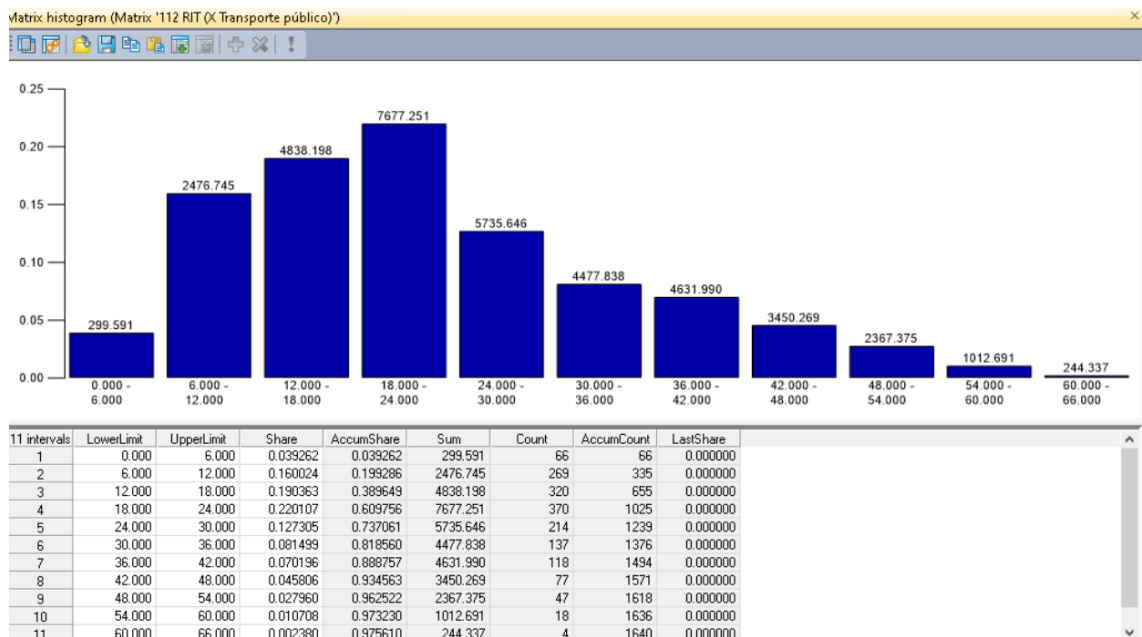 Matrix histogram (Matrix '112 RIT (X Transporte público)')
0.25
7677.251
0.20
4838.198
2476.745
0.15
5735.646
0.10
4477.838
4631.990
3450.269
0.05
299.591
2367.375
1012.691
244.337
0.00
0.000 - 6.000 - 12.000 - 18.000 - 24.000 - 30.000 - 36.000 - 42.000 - 48.000 - 54.000 - 60.000 -
6.000 12.000 18.000 24.000 30.000 36.000 42.000 48.000 54.000 60.000 66.000
11 intervals LowerLimit UpperLimit Share AccumShare Sum Count AccumCount LastShare
1 0.000 6.000 0.039262 0.039262 299.591 66 66 0.000000
2 6.000 12.000 0.160024 0.199286 2476.745 269 335 0.000000
3 12.000 18.000 0.190363 0.389649 4838.198 320 655 0.000000
4 18.000 24.000 0.220107 0.609756 7677.251 370 1025 0.000000
5 24.000 30.000 0.127305 0.737061 5735.646 214 1239 0.000000
6 30.000 36.000 0.081499 0.818560 4477.838 137 1376 0.000000
7 36.000 42.000 0.070196 0.888757 4631.990 118 1494 0.000000
8 42.000 48.000 0.045806 0.934563 3450.269 77 1571 0.000000
9 48.000 54.000 0.027960 0.962522 2367.375 47 1618 0.000000
10 54.000 60.000 0.010708 0.973230 1012.691 18 1636 0.000000
11 60.000 66.000 0.002380 0.975610 244.337 4 1640 0.000000